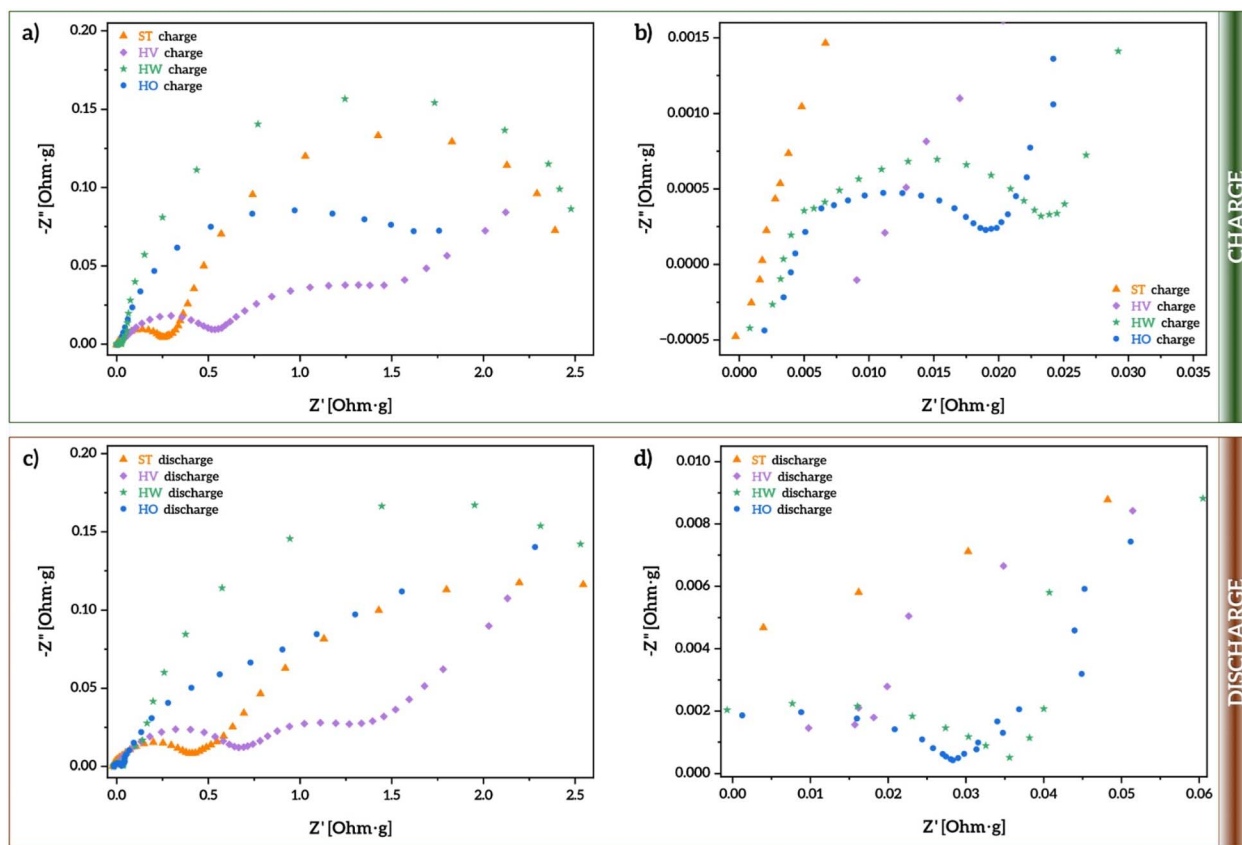 a)
ST charge
HV charge
HW charge
HO charge
0.20
0.15
0.10
0.05
0.00
-Z" [Ohm·g]
0.0 0.5 1.0 1.5 2.0 2.5
Z' [Ohm·g]
b)
0.0015
0.0010
0.0005
0.0000
−0.0005
-Z" [Ohm·g]
ST charge
HV charge
HW charge
HO charge
0.000 0.005 0.010 0.015 0.020 0.025 0.030 0.035
Z' [Ohm·g]
CHARGE
c)
ST discharge
HV discharge
HW discharge
HO discharge
0.20
0.15
0.10
0.05
0.00
-Z" [Ohm·g]
0.0 0.5 1.0 1.5 2.0 2.5
Z' [Ohm·g]
d)
ST discharge
HV discharge
HW discharge
HO discharge
0.010
0.008
0.006
0.004
0.002
0.000
-Z" [Ohm·g]
0.00 0.01 0.02 0.03 0.04 0.05 0.06
Z' [Ohm·g]
DISCHARGE